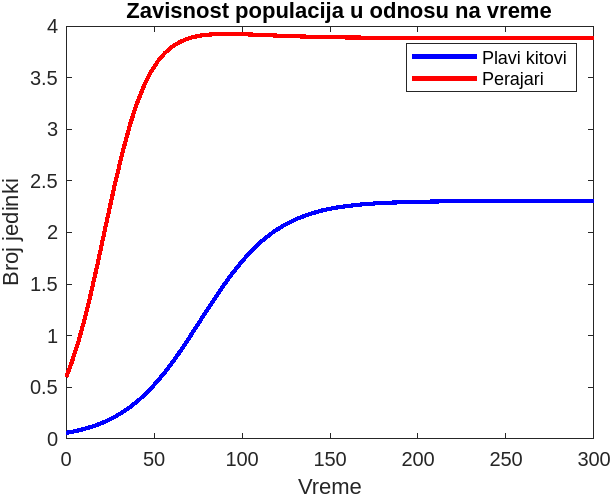 Zavisnost populacija u odnosu na vreme
4
3.5
3
2.5
2
1.5
1
0.5
0
Broj jedinki
Plavi kitovi
Perajari
0 50 100 150 200 250 300
Vreme